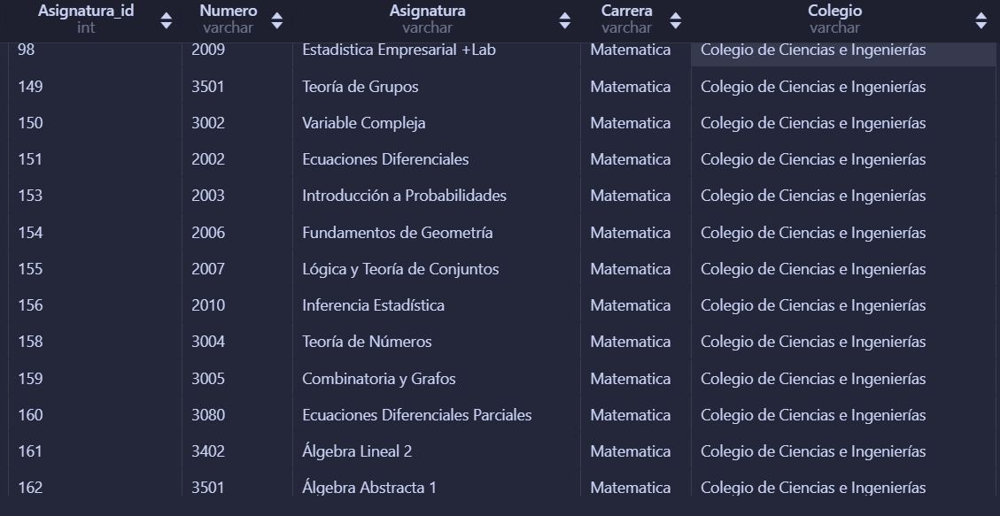 Asignatura_id Numero Asignatura Carrera Colegio
int varchar varchar varchar varchar
98 2009 Estadistica Empresarial +Lab Matematica Colegio de Ciencias e Ingenierías
149 3501 Teoría de Grupos Matematica Colegio de Ciencias e Ingenierías
150 3002 Variable Compleja Matematica Colegio de Ciencias e Ingenierías
151 2002 Ecuaciones Diferenciales Matematica Colegio de Ciencias e Ingenierías
153 2003 Introducción a Probabilidades Matematica Colegio de Ciencias e Ingenierías
154 2006 Fundamentos de Geometría Matematica Colegio de Ciencias e Ingenierías
155 2007 Lógica y Teoría de Conjuntos Matematica Colegio de Ciencias e Ingenierías
156 2010 Inferencia Estadística Matematica Colegio de Ciencias e Ingenierías
158 3004 Teoría de Números Matematica Colegio de Ciencias e Ingenierías
159 3005 Combinatoria y Grafos Matematica Colegio de Ciencias e Ingenierías
160 3080 Ecuaciones Diferenciales Parciales Matematica Colegio de Ciencias e Ingenierías
161 3402 Álgebra Lineal 2 Matematica Colegio de Ciencias e Ingenierías
162 3501 Álgebra Abstracta 1 Matematica Colegio de Ciencias e Ingenierías